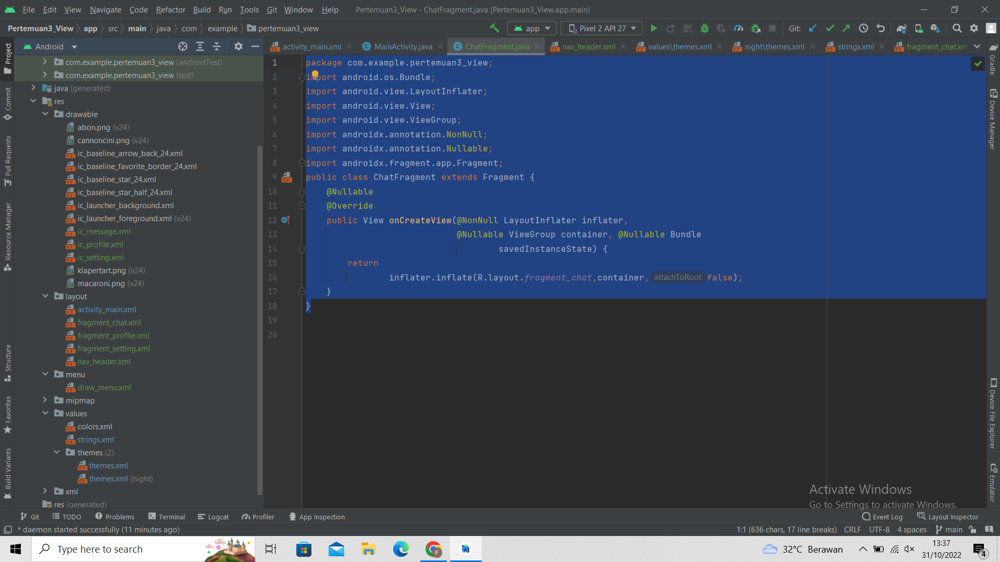 File Edit View Navigate Code Refactor Build Run Tools Git Window Help Pertemuan3_View - ChatFragment.java [Pertemuan3_View.app.main]
Pertemuan3_View app src main java com example pertemuan3_view app Pixel 2 API 27 Git:
Android
activity_main.xml MainActivity.java ChatFragment.java nav_header.xml values\themes.xml night\themes.xml strings.xml fragment_chat.xm
Project
Commit
Pull Requests
Resource Manager
Structure
Favorites
Build Variants
com.example.pertemuan3_view (androidTest)
com.example.pertemuan3_view (test)
java (generated)
res
drawable
abon.png (v24)
cannoncini.png (v24)
ic_baseline_arrow_back_24.xml
ic_baseline_favorite_border_24.xml
ic_baseline_star_24.xml
ic_baseline_star_half_24.xml
ic_launcher_background.xml
ic_launcher_foreground.xml (v24)
ic_message.xml
ic_profile.xml
ic_setting.xml
klapertart.png (v24)
macaroni.png (v24)
layout
activity_main.xml
fragment_chat.xml
fragment_profile.xml
fragment_setting.xml
nav_header.xml
menu
draw_menu.xml
mipmap
values
colors.xml
strings.xml
themes (2)
themes.xml
themes.xml (night)
xml
res (generated)
1 package com.example.pertemuan3_view;
2 import android.os.Bundle;
3 import android.view.LayoutInflater;
4 import android.view.View;
5 import android.view.ViewGroup;
6 import androidx.annotation.NonNull;
7 import androidx.annotation.Nullable;
8 import androidx.fragment.app.Fragment;
9 public class ChatFragment extends Fragment {
10 @Nullable
11 @Override
12 public View onCreateView(@NonNull LayoutInflater inflater,
13 @Nullable ViewGroup container, @Nullable Bundle
14 savedInstanceState) {
15 return
16 inflater.inflate(R.layout.fragment_chat,container, attachToRoot: false);
17 }
18 }
19
20
Gradle
Device Manager
Device File Explorer
Emulator
Activate Windows
Go to Settings to activate Windows.
Git TODO Problems Terminal Logcat Profiler App Inspection Event Log Layout Inspector
* daemon started successfully (11 minutes ago) 1:1 (636 chars, 17 line breaks) CRLF UTF-8 4 spaces main
Type here to search F 32°C Berawan 13:37
31/10/2022 4